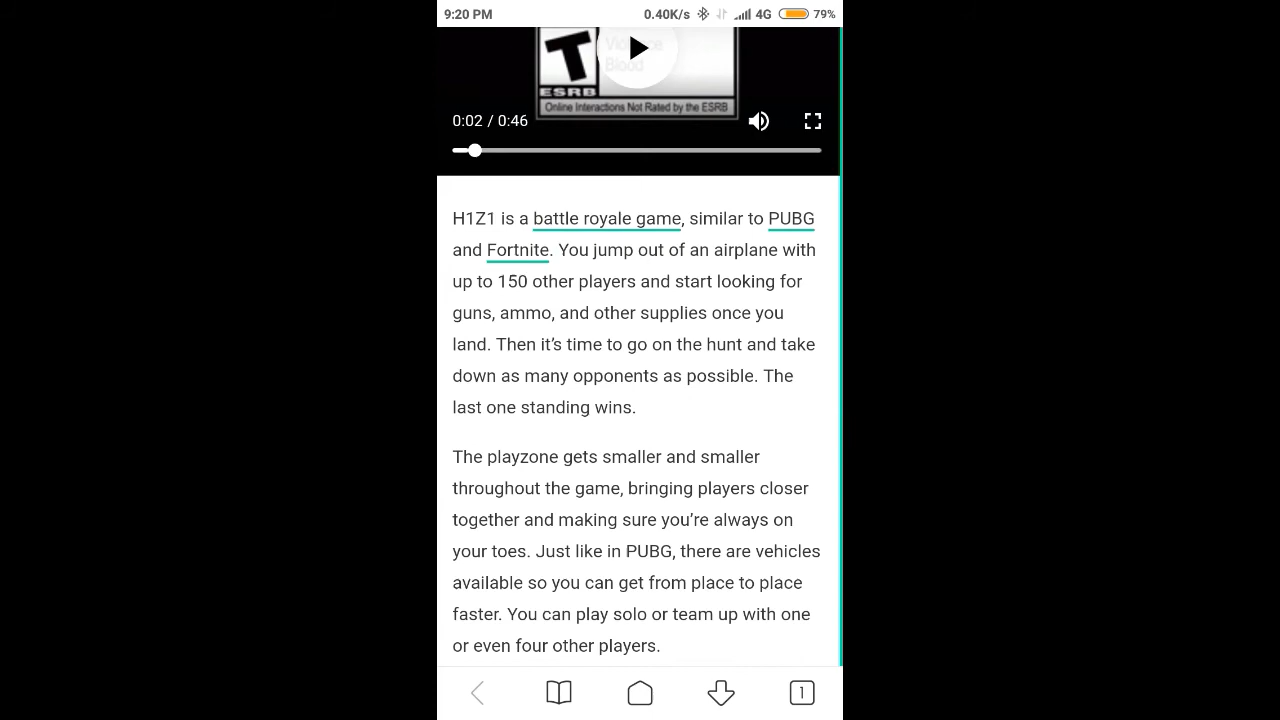 9:20 PM 0.40K/s 4G 79%
T
Violence
Blood
ESRB
Online Interactions Not Rated by the ESRB
0:02 / 0:46
H1Z1 is a battle royale game, similar to PUBG
and Fortnite. You jump out of an airplane with
up to 150 other players and start looking for
guns, ammo, and other supplies once you
land. Then it’s time to go on the hunt and take
down as many opponents as possible. The
last one standing wins.
The playzone gets smaller and smaller
throughout the game, bringing players closer
together and making sure you’re always on
your toes. Just like in PUBG, there are vehicles
available so you can get from place to place
faster. You can play solo or team up with one
or even four other players.
1